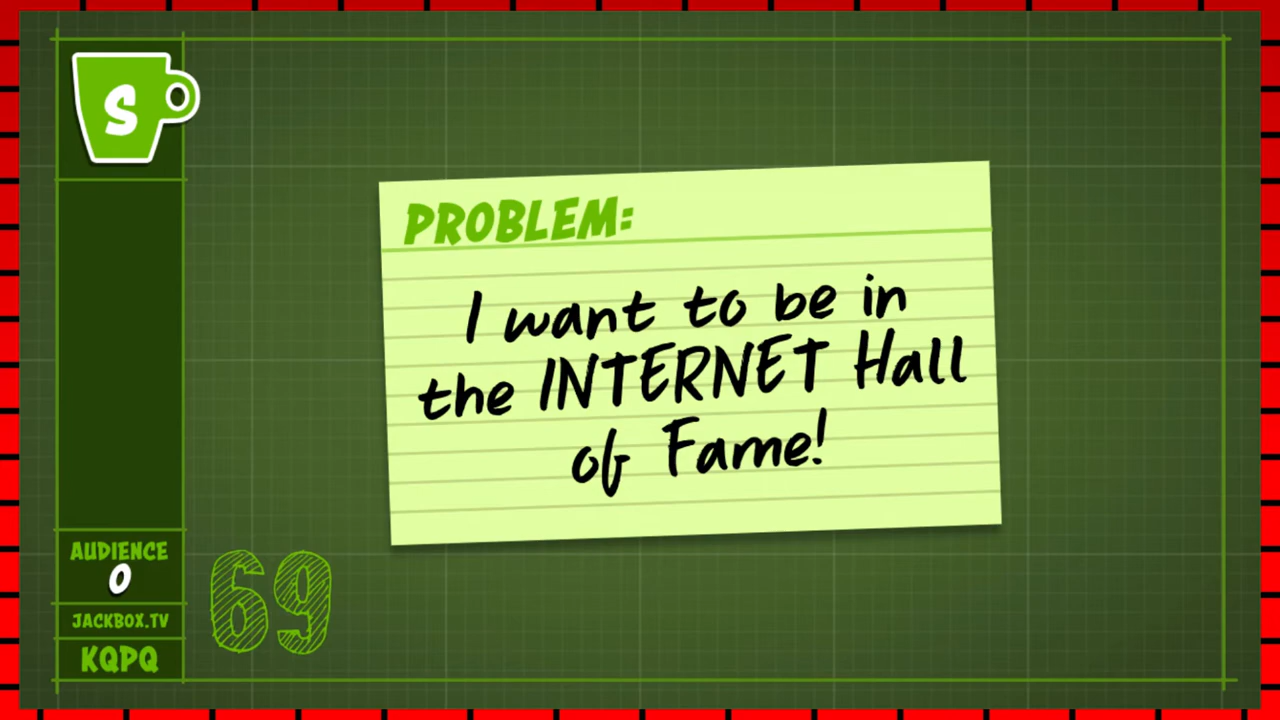 S
PROBLEM:
I want to be in
the INTERNET Hall
of Fame!
AUDIENCE
0
JACKBOX.TV
KQPQ
69